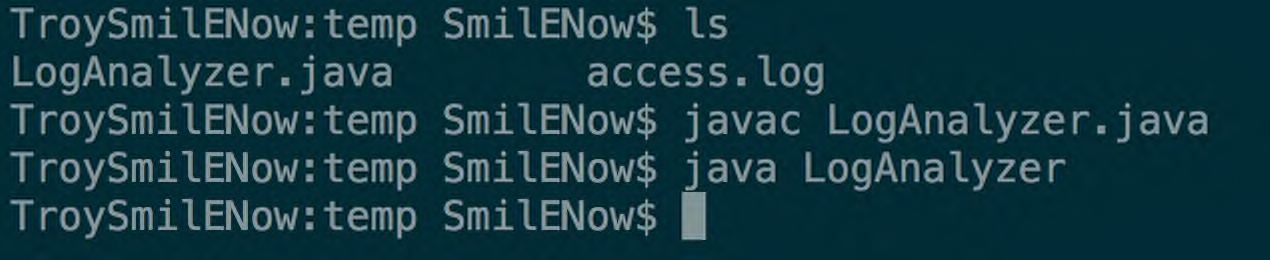 TroySmilENow:temp SmilENow$ ls
LogAnalyzer.java        access.log
TroySmilENow:temp SmilENow$ javac LogAnalyzer.java
TroySmilENow:temp SmilENow$ java LogAnalyzer
TroySmilENow:temp SmilENow$